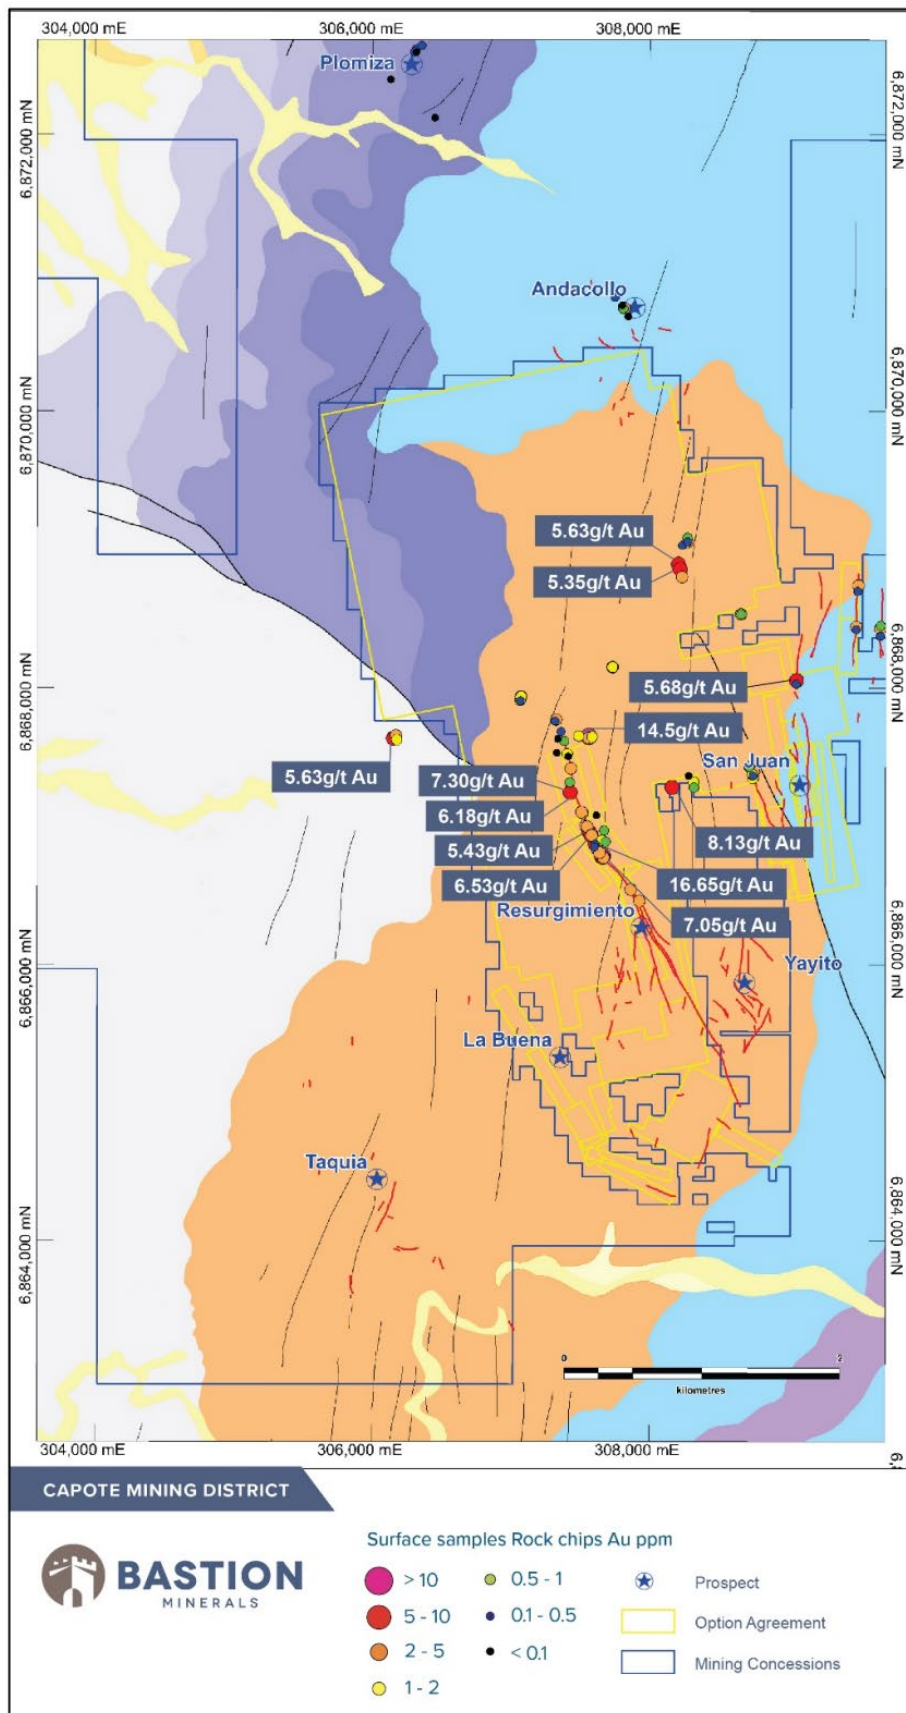 304,000 mE 306,000 mE 308,000 mE
Plomiza
6,872,000 mN
6,872,000 mN
Andacollo
6,870,000 mN
6,870,000 mN
5.63g/t Au
5.35g/t Au
6,868,000 mN
6,868,000 mN
5.68g/t Au
14.5g/t Au
5.63g/t Au
San Juan
7.30g/t Au
6.18g/t Au
8.13g/t Au
5.43g/t Au
6.53g/t Au
16.65g/t Au
Resurgimiento
7.05g/t Au
6,866,000 mN
6,866,000 mN
Yayito
La Buena
Taquia
6,864,000 mN
6,864,000 mN
0 2
kilometres
304,000 mE 306,000 mE 308,000 mE
CAPOTE MINING DISTRICT
BASTION
MINERALS
Surface samples Rock chips Au ppm
> 10
5 - 10
2 - 5
1 - 2
0.5 - 1
0.1 - 0.5
< 0.1
Prospect
Option Agreement
Mining Concessions